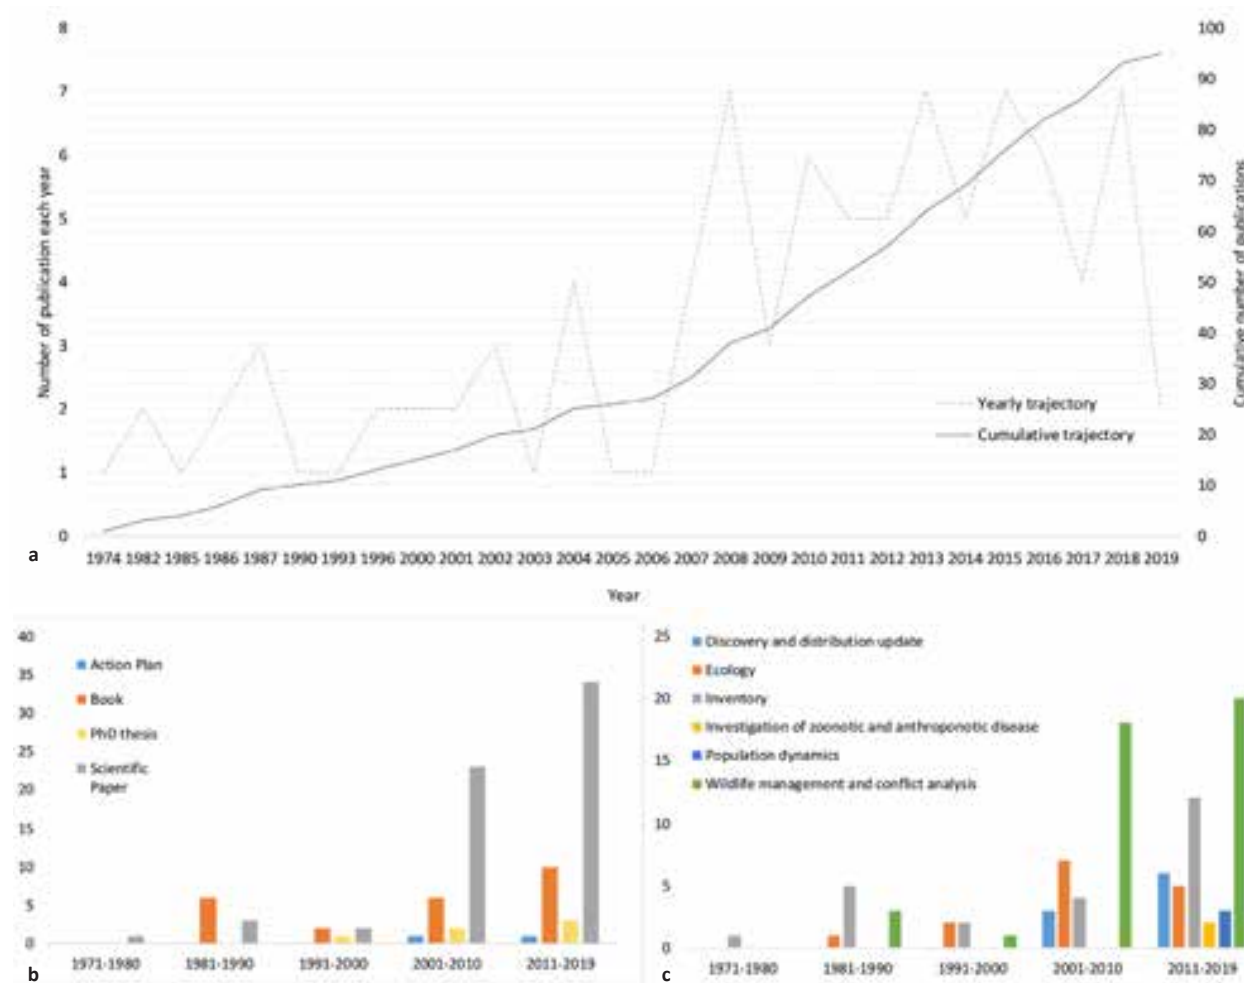 8
7
6
5
4
3
2
1
0
Number of publication each year
100
90
80
70
60
50
40
30
20
10
0
Cumulative number of publications
Yearly trajectory
Cumulative trajectory
1974 1982 1985 1986 1987 1990 1993 1996 2000 2001 2002 2003 2004 2005 2006 2007 2008 2009 2010 2011 2012 2013 2014 2015 2016 2017 2018 2019
Year
a
40
35
30
25
20
15
10
5
0
Action Plan
Book
PhD thesis
Scientific
Paper
1971-1980 1981-1990 1991-2000 2001-2010 2011-2019
b
25
20
15
10
5
0
Discovery and distribution update
Ecology
Inventory
Investigation of zoonotic and anthroponotic disease
Population dynamics
Wildlife management and conflict analysis
1971-1980 1981-1990 1991-2000 2001-2010 2011-2019
c